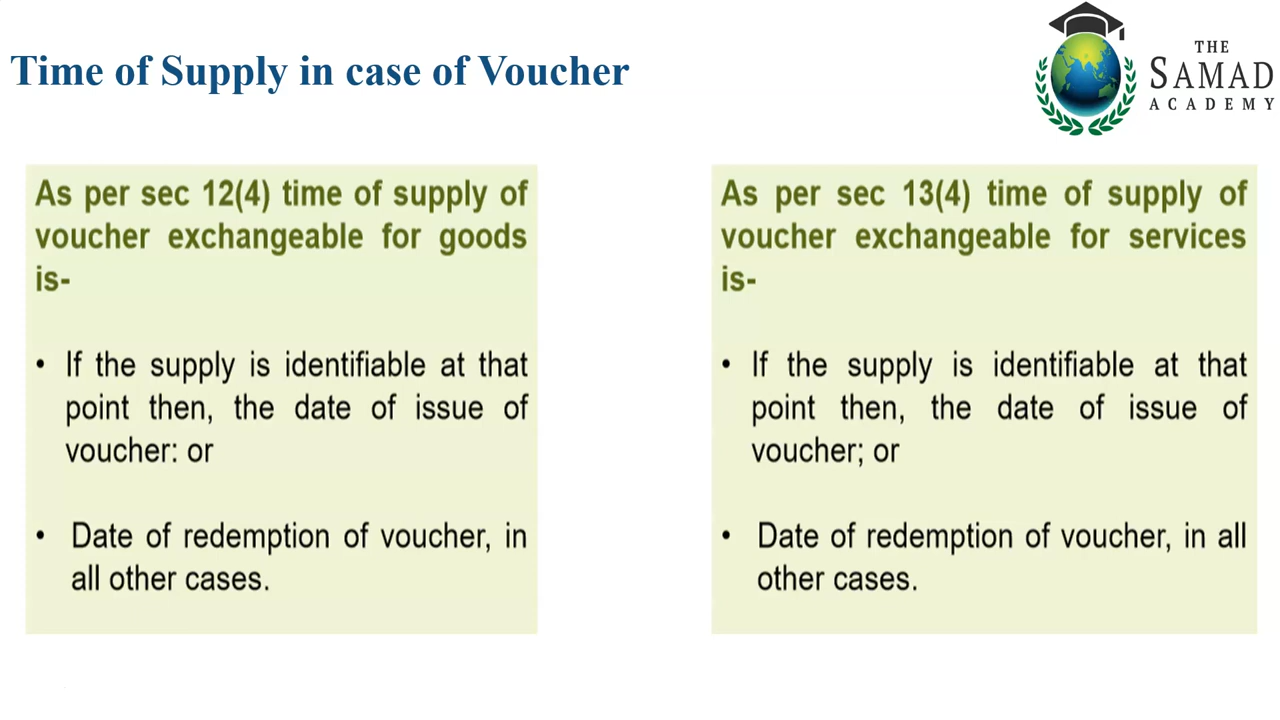 Time of Supply in case of Voucher
THE
SAMAD
ACADEMY
As per sec 12(4) time of supply of
voucher exchangeable for goods
is-
• If the supply is identifiable at that
point then, the date of issue of
voucher: or
• Date of redemption of voucher, in
all other cases.
As per sec 13(4) time of supply of
voucher exchangeable for services
is-
• If the supply is identifiable at that
point then, the date of issue of
voucher; or
• Date of redemption of voucher, in all
other cases.